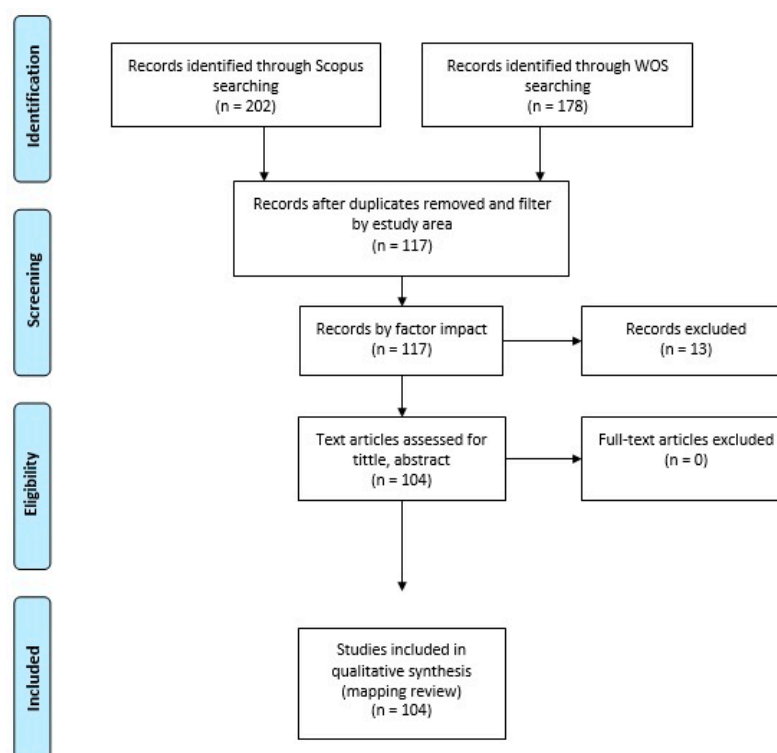 Identification
Records identified through Scopus
searching
(n = 202)
Records identified through WOS
searching
(n = 178)
Records after duplicates removed and filter
by estudy area
(n = 117)
Screening
Records by factor impact
(n = 117)
Records excluded
(n = 13)
Eligibility
Text articles assessed for
tittle, abstract
(n = 104)
Full-text articles excluded
(n = 0)
Included
Studies included in
qualitative synthesis
(mapping review)
(n = 104)